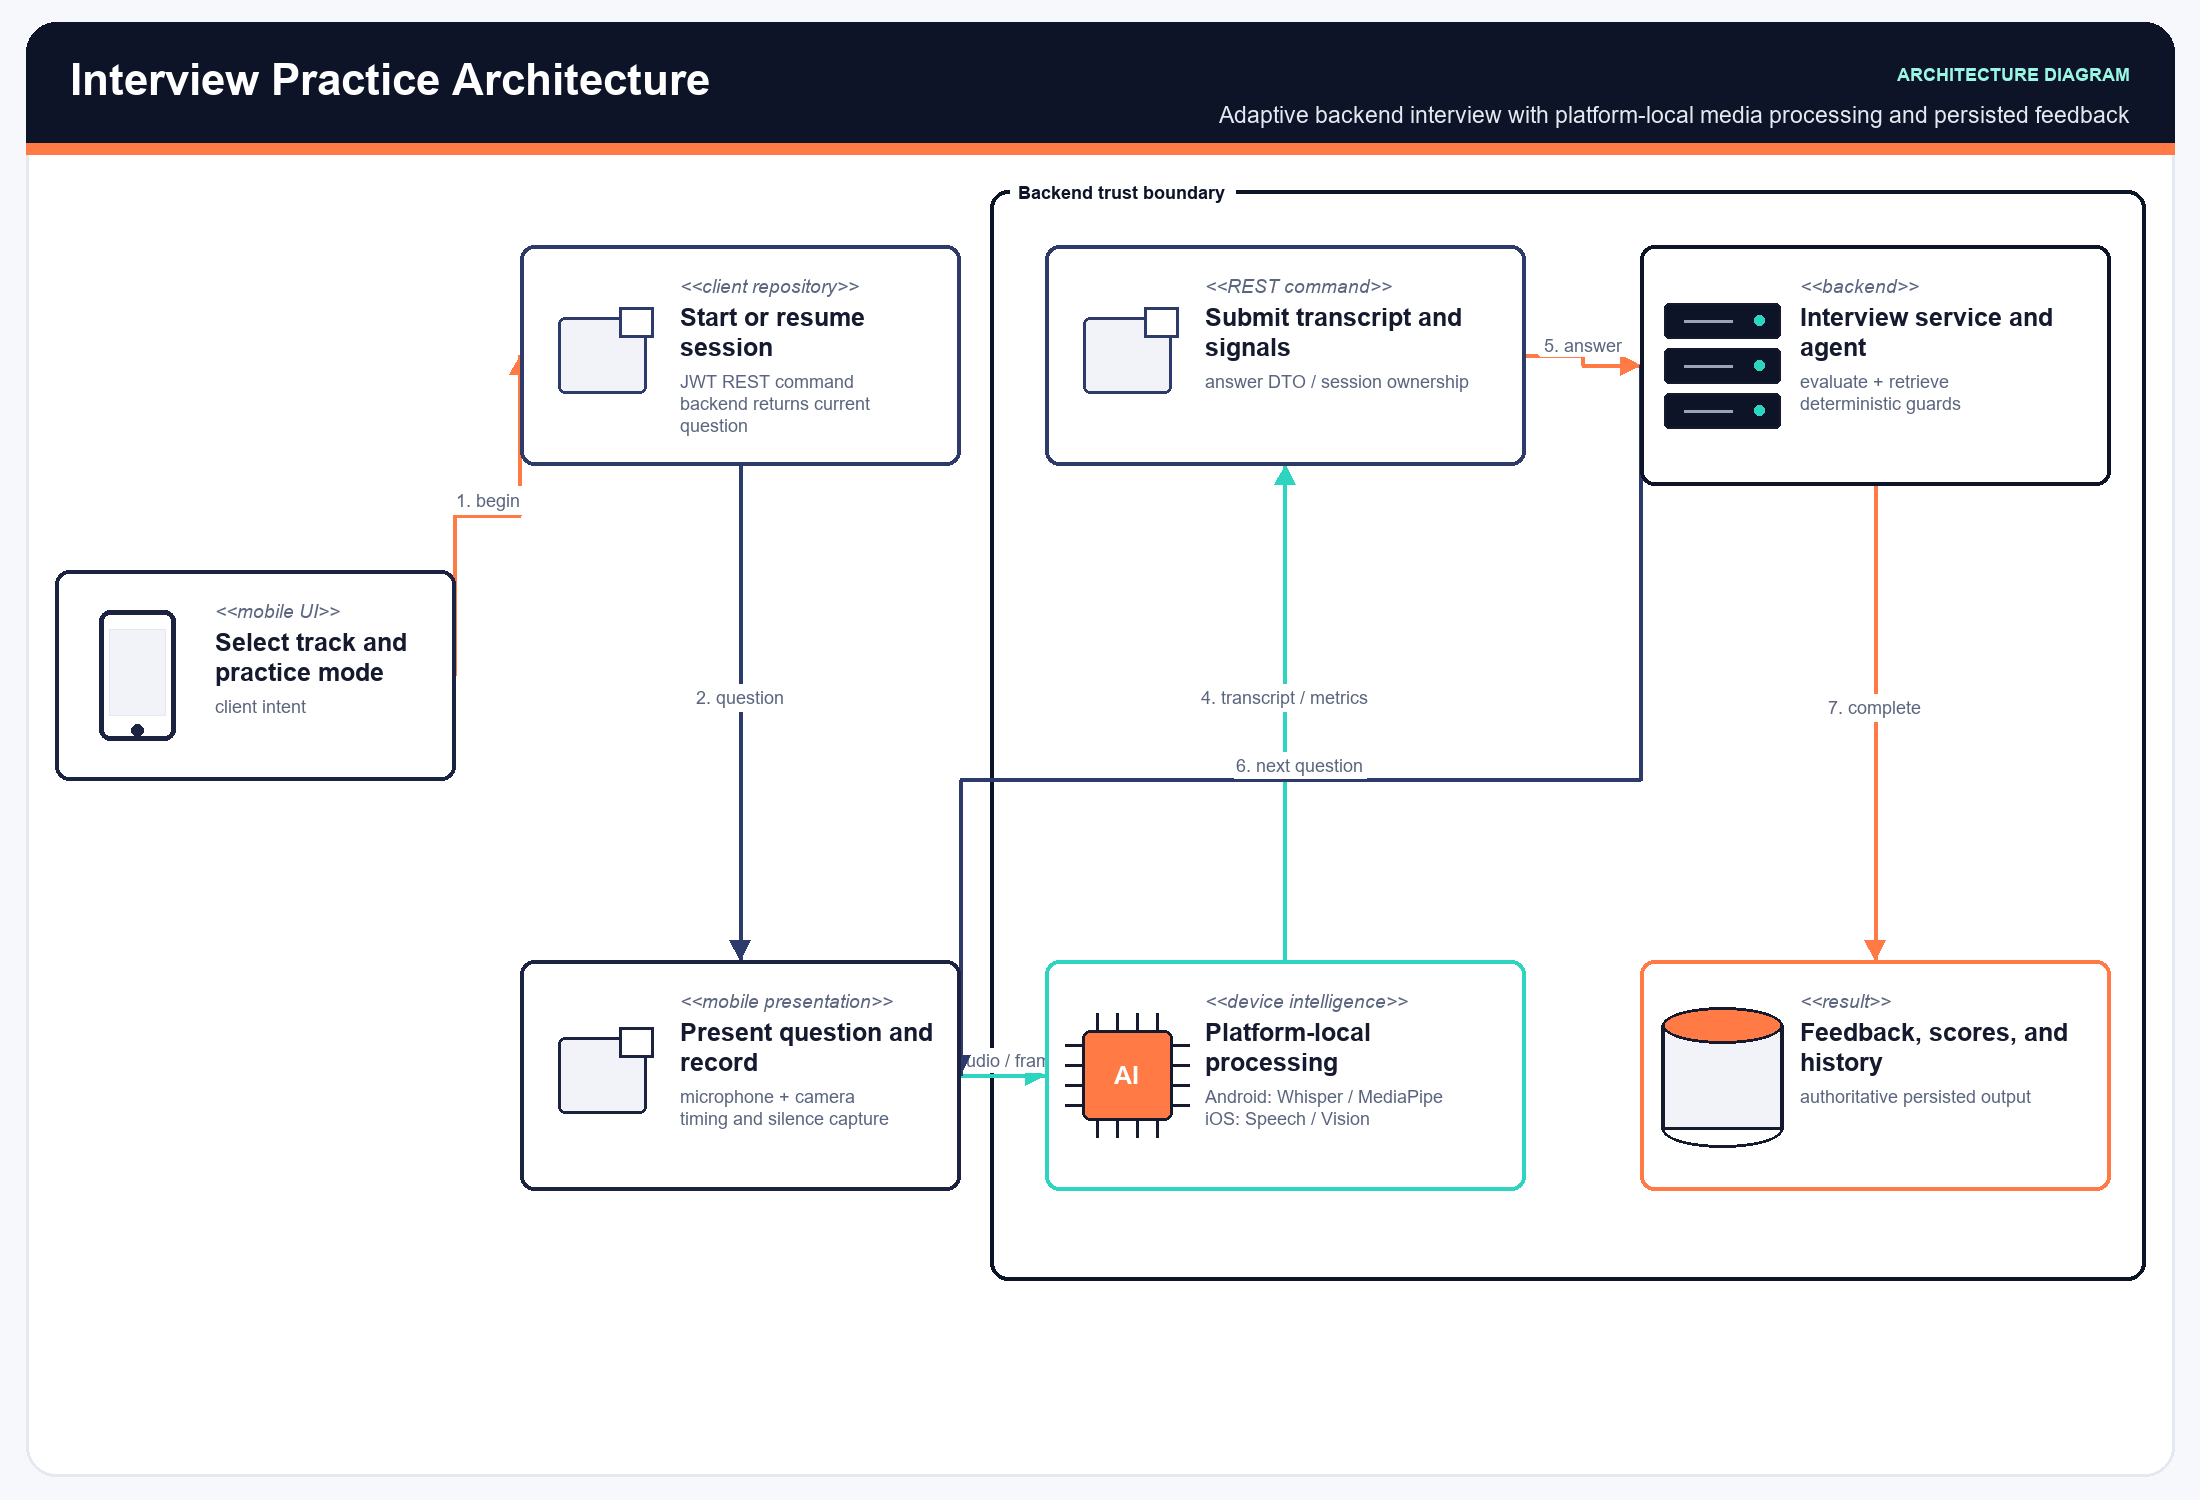 Interview Practice Architecture
ARCHITECTURE DIAGRAM
Adaptive backend interview with platform-local media processing and persisted feedback
Backend trust boundary
<<client repository>>
Start or resume
session
JWT REST command
backend returns current
question
<<REST command>>
Submit transcript and
signals
answer DTO / session ownership
5. answer
<<backend>>
Interview service and
agent
evaluate + retrieve
deterministic guards
1. begin
<<mobile UI>>
Select track and
practice mode
client intent
2. question
4. transcript / metrics
7. complete
6. next question
<<mobile presentation>>
Present question and
record
microphone + camera
timing and silence capture
udio / fram
AI
<<device intelligence>>
Platform-local
processing
Android: Whisper / MediaPipe
iOS: Speech / Vision
<<result>>
Feedback, scores, and
history
authoritative persisted output